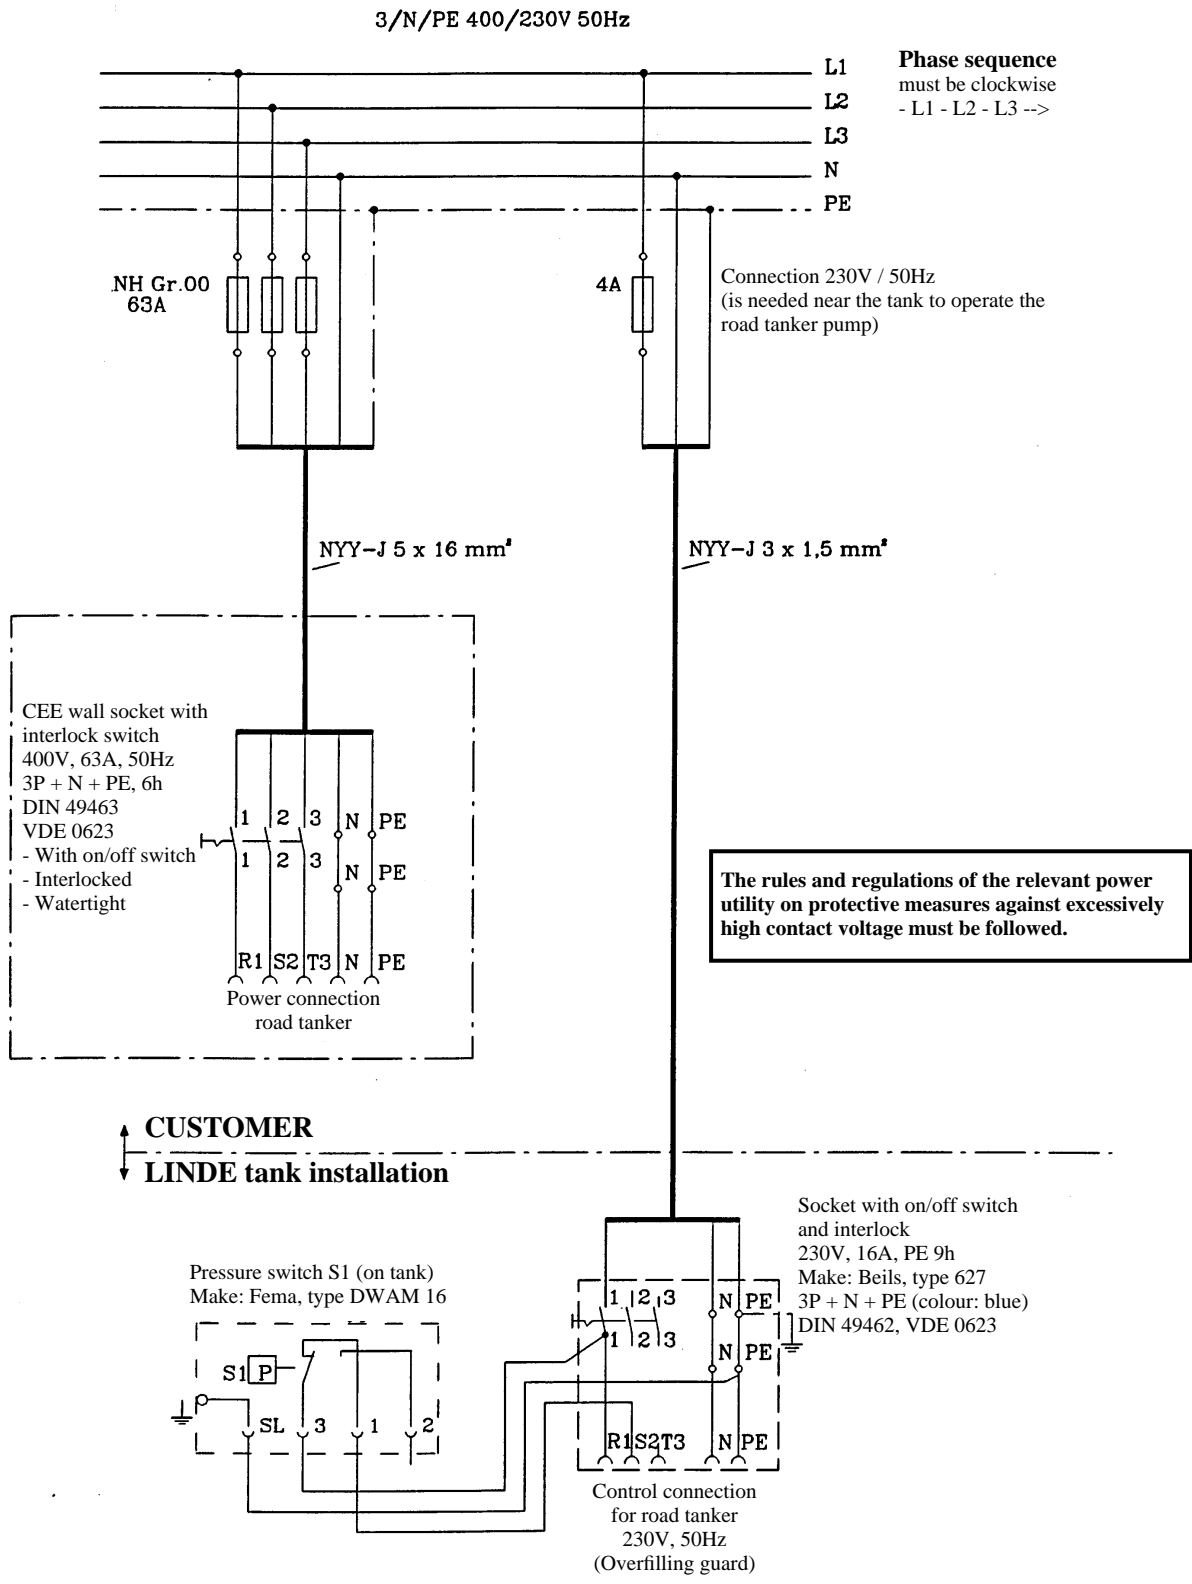 3/N/PE 400/230V 50Hz
L1
L2
L3
N
PE
Phase sequence
must be clockwise
- L1 - L2 - L3 -->
NH Gr.00
63A
4A
Connection 230V / 50Hz
(is needed near the tank to operate the
road tanker pump)
NYY-J 5 x 16 mm²
NYY-J 3 x 1,5 mm²
CEE wall socket with
interlock switch
400V, 63A, 50Hz
3P + N + PE, 6h
DIN 49463
VDE 0623
- With on/off switch
- Interlocked
- Watertight
1 2 3 N PE
1 2 3 N PE
R1 S2 T3 N PE
Power connection
road tanker
The rules and regulations of the relevant power
utility on protective measures against excessively
high contact voltage must be followed.
CUSTOMER
LINDE tank installation
Socket with on/off switch
and interlock
230V, 16A, PE 9h
Make: Beils, type 627
3P + N + PE (colour: blue)
DIN 49462, VDE 0623
Pressure switch S1 (on tank)
Make: Fema, type DWAM 16
S1 P
SL 3 1 2
1 2 3 N PE
1 2 3 N PE
R1 S2 T3 N PE
Control connection
for road tanker
230V, 50Hz
(Overfilling guard)